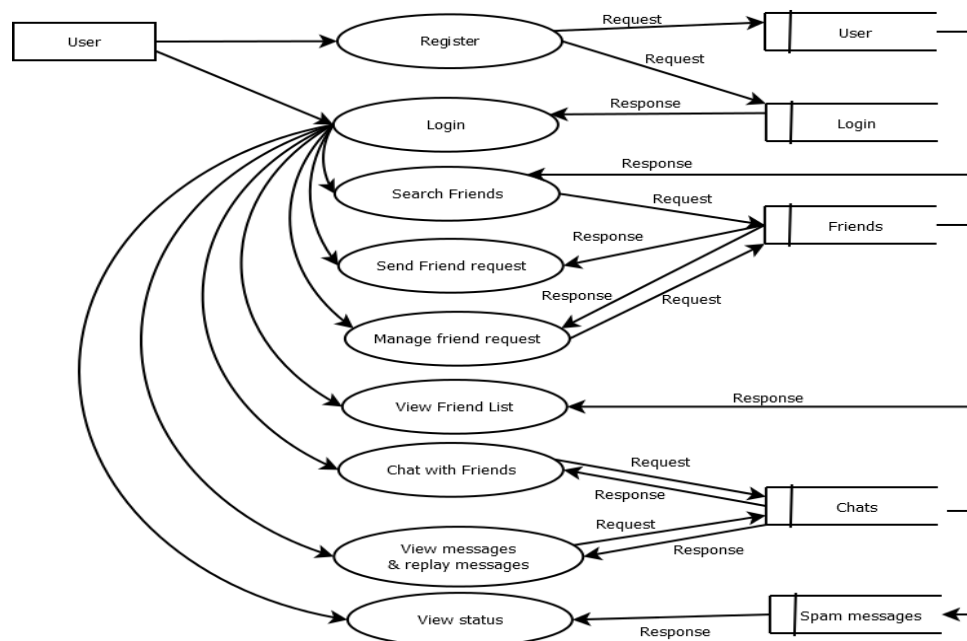 User
Register
Request
User
Request
Login
Response
Login
Response
Search Friends
Request
Friends
Response
Send Friend request
Response
Request
Manage friend request
View Friend List
Response
Chat with Friends
Request
Response
Chats
Request
View messages
& replay messages
Response
View status
Response
Spam messages